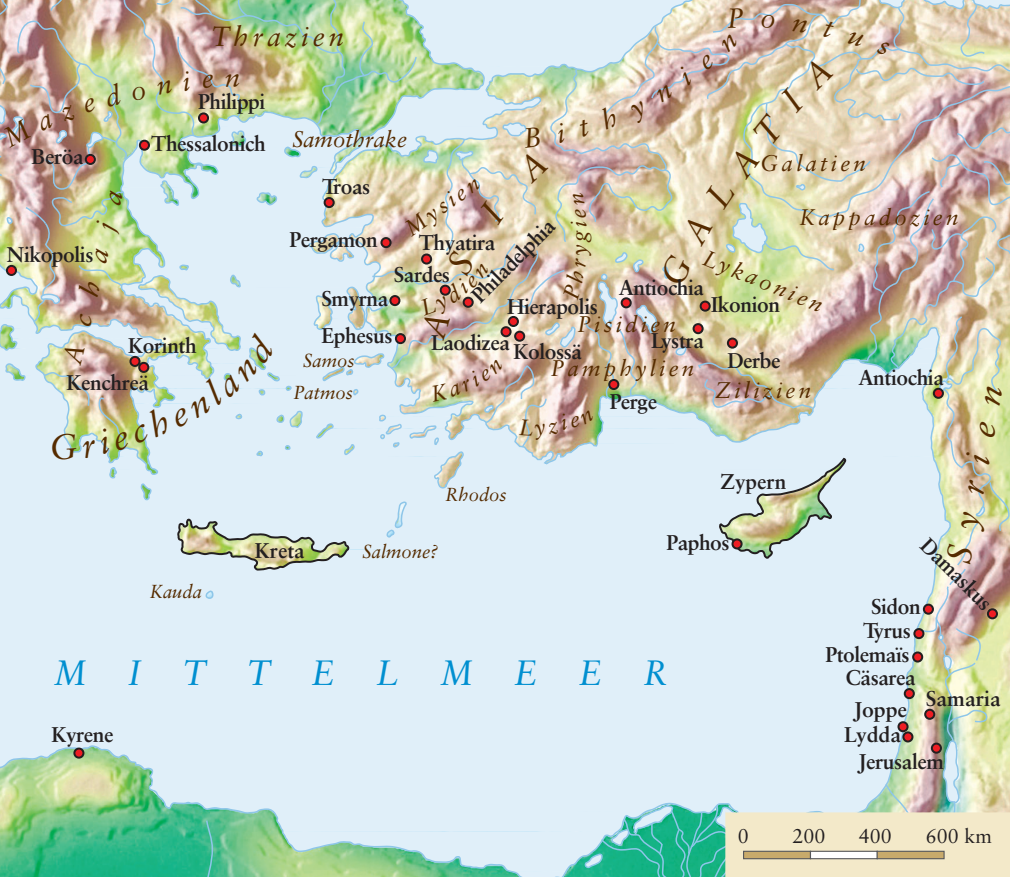 Thrazien
Pontus
Mazedonien
Philippi
Bithynien
GALATIA
Samothrake
Thessalonich
Beröa
Galatien
Troas
Mysien
ASIA
Phrygien
Kappadozien
Achaja
Pergamon
Thyatira
Philadelphia
Nikopolis
Sardes
Lydien
Lykaonien
Smyrna
Hierapolis
Antiochia
Ikonion
Ephesus
Laodizea
Kolossä
Pisidien
Lystra
Korinth
Samos
Derbe
Kenchreä
Karien
Pamphylien
Patmos
Perge
Zilizien
Antiochia
Griechenland
Lyzien
Syrien
Rhodos
Zypern
Kreta
Salmone?
Paphos
Damaskus
Kauda
Sidon
Tyrus
Ptolemaïs
MITTELMEER
Cäsarea
Samaria
Joppe
Kyrene
Lydda
Jerusalem
0 200 400 600 km